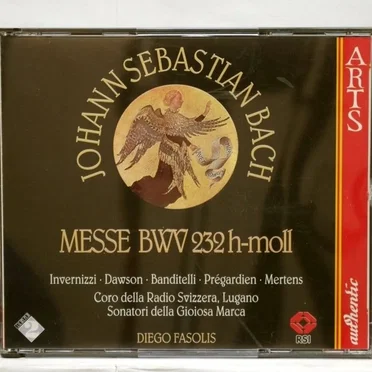 JOHANN SEBASTIAN BACH
MESSE BWV 232 h-moll
Invernizzi · Dawson · Banditelli · Prégardien · Mertens
Coro della Radio Svizzera, Lugano
Sonatori della Gioiosa Marca
DIEGO FASOLIS
ARTS
authentic
RSI
2